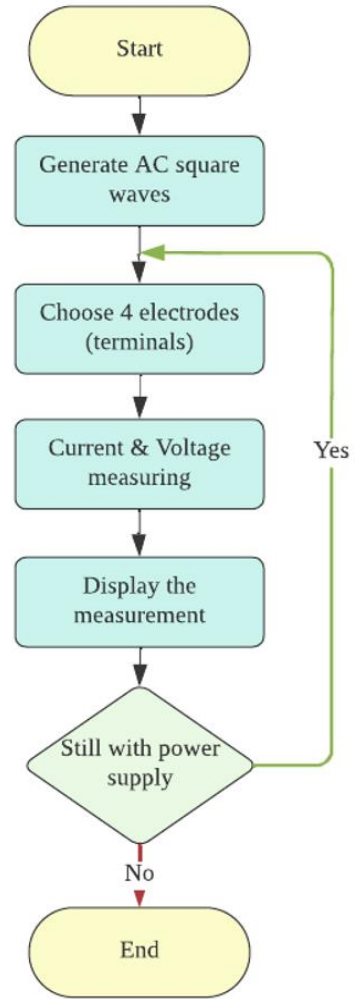 Start
Generate AC square
waves
Choose 4 electrodes
(terminals)
Current & Voltage
measuring
Yes
Display the
measurement
Still with power
supply
No
End